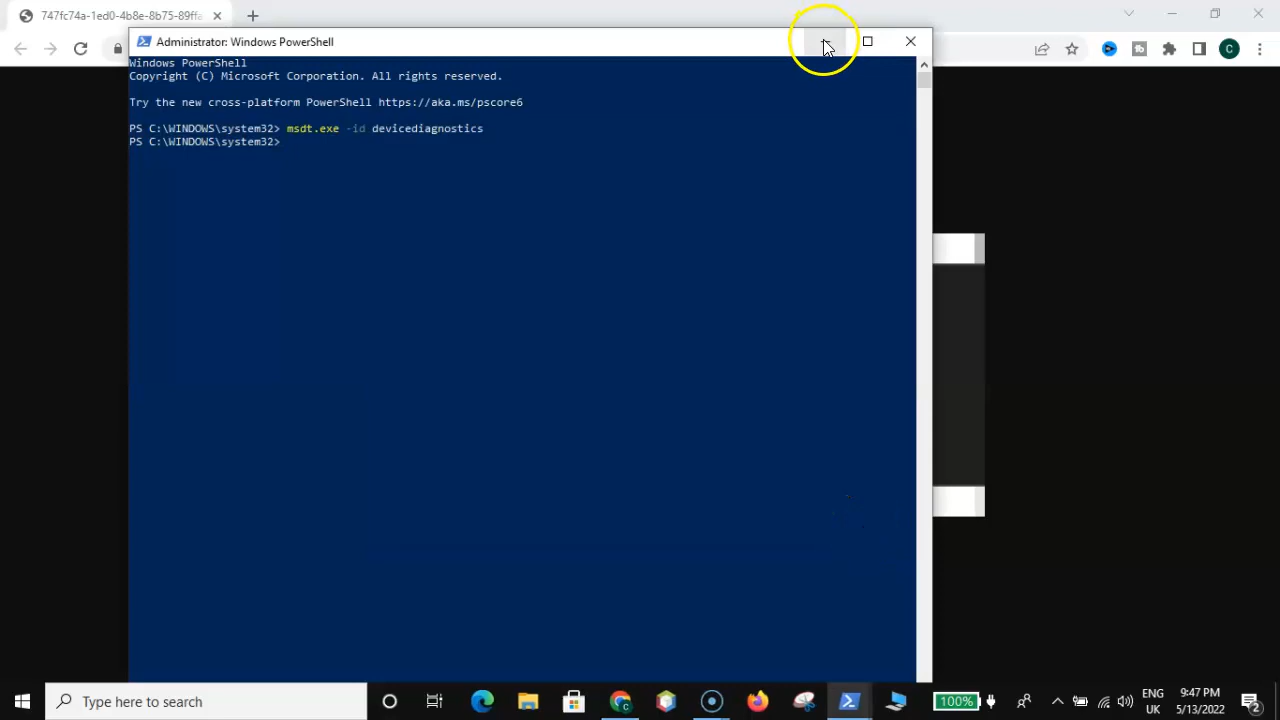 747fc74a-1ed0-4b8e-8b75-89ffa
Administrator: Windows PowerShell
C
Windows PowerShell
Copyright (C) Microsoft Corporation. All rights reserved.
Try the new cross-platform PowerShell https://aka.ms/pscore6
PS C:\WINDOWS\system32> msdt.exe -id devicediagnostics
PS C:\WINDOWS\system32>
Type here to search
100%
ENG
UK
9:47 PM
5/13/2022
2